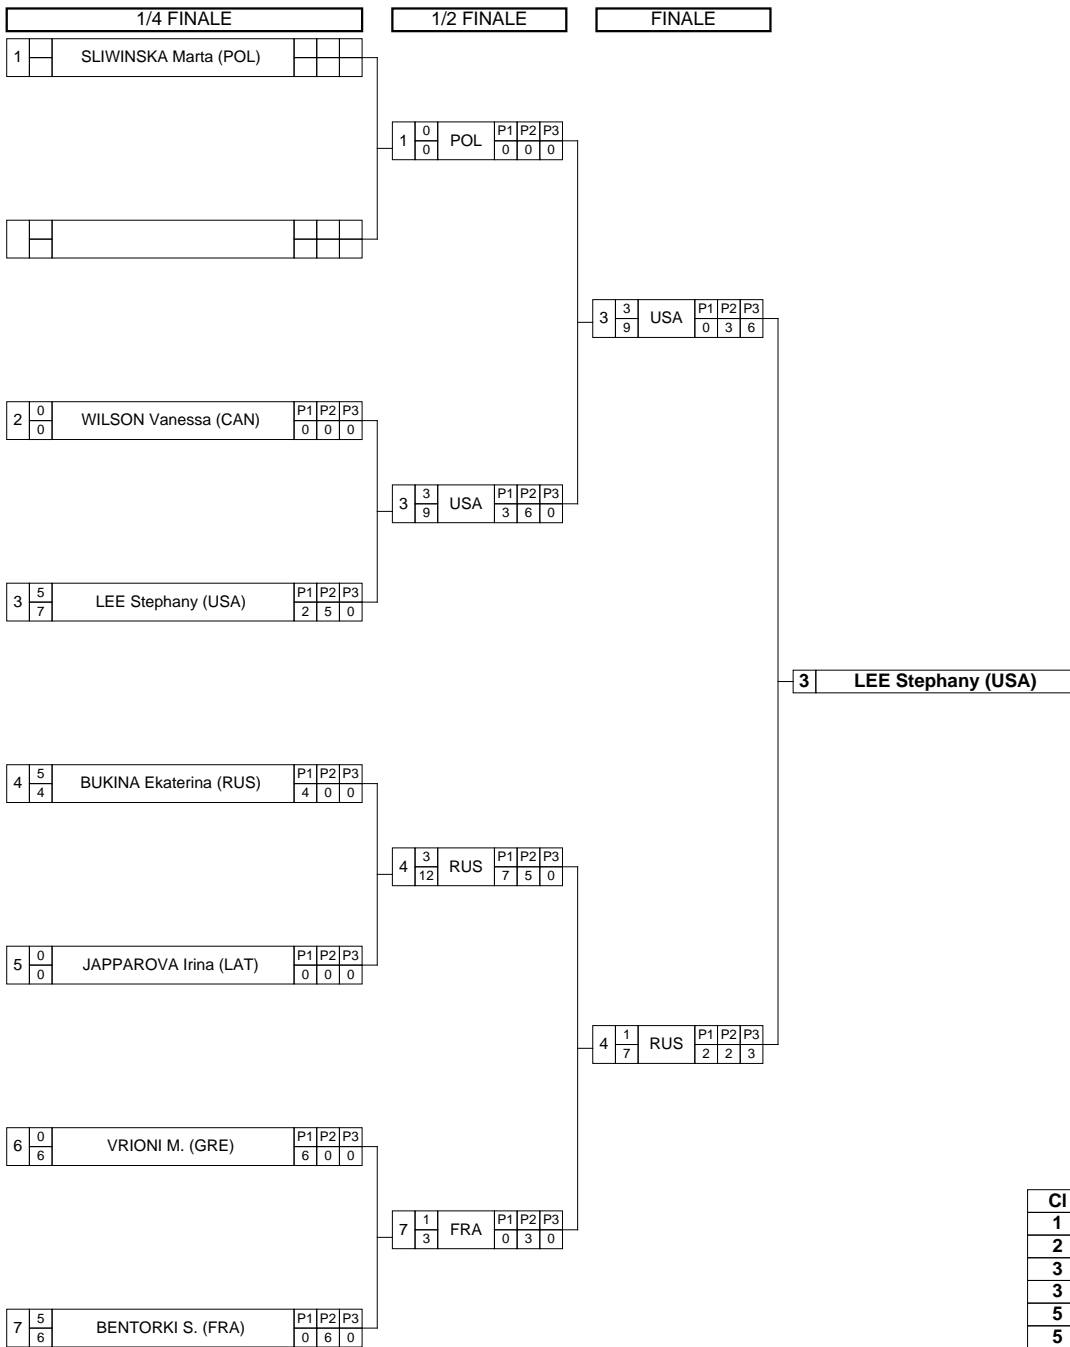 1/4 FINALE 1/2 FINALE FINALE
1 SLIWINSKA Marta (POL)
1 0 0 POL P1 P2 P3 0 0 0
3 3 9 USA P1 P2 P3 0 3 6
2 0 0 WILSON Vanessa (CAN) P1 P2 P3 0 0 0
3 3 9 USA P1 P2 P3 3 6 0
3 5 7 LEE Stephany (USA) P1 P2 P3 2 5 0
3 LEE Stephany (USA)
4 5 4 BUKINA Ekaterina (RUS) P1 P2 P3 4 0 0
4 3 12 RUS P1 P2 P3 7 5 0
5 0 0 JAPPAROVA Irina (LAT) P1 P2 P3 0 0 0
4 1 7 RUS P1 P2 P3 2 2 3
6 0 6 VRIONI M. (GRE) P1 P2 P3 6 0 0
7 1 3 FRA P1 P2 P3 0 3 0
7 5 6 BENTORKI S. (FRA) P1 P2 P3 0 6 0
Cl
1
2
3
3
5
5